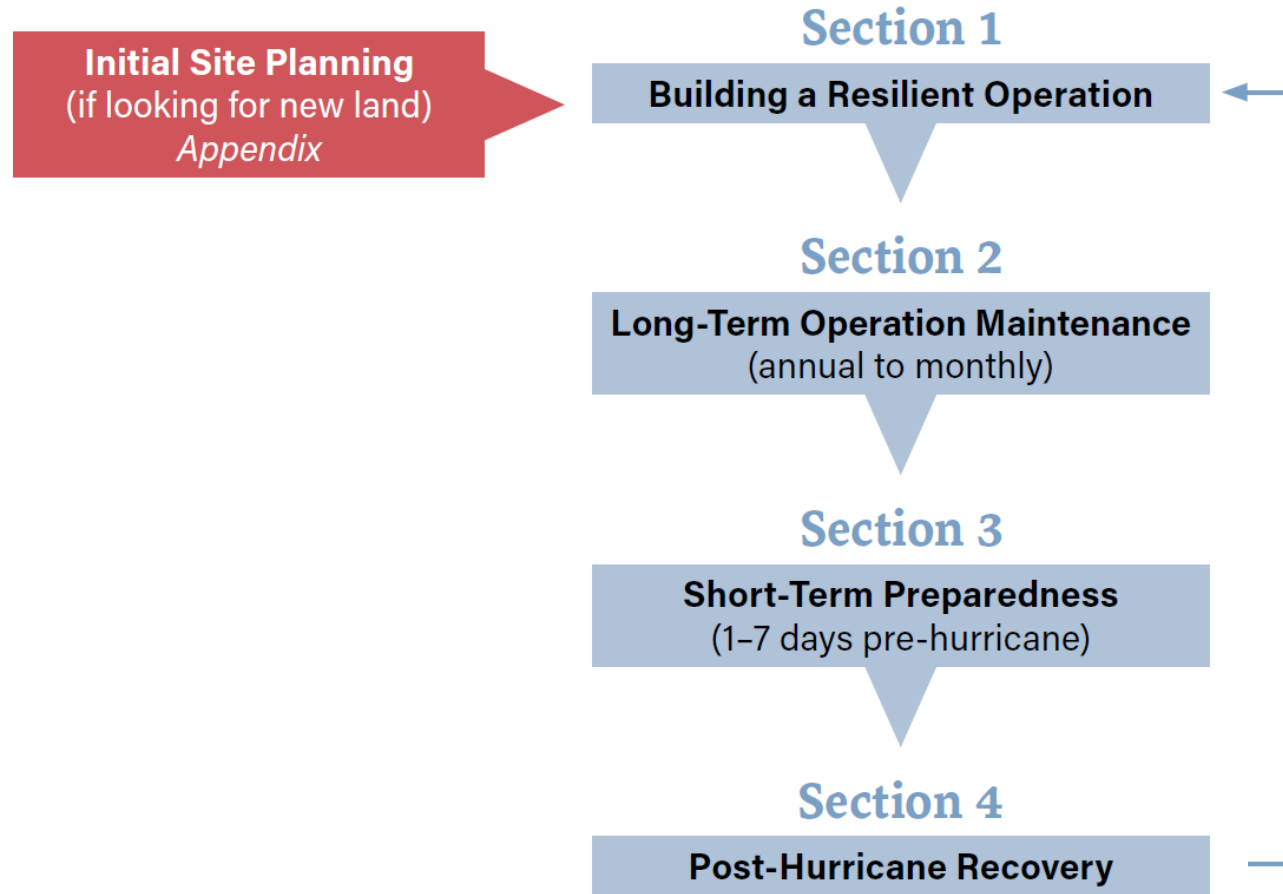 Initial Site Planning
(if looking for new land)
Appendix
Section 1
Building a Resilient Operation
Section 2
Long-Term Operation Maintenance
(annual to monthly)
Section 3
Short-Term Preparedness
(1–7 days pre-hurricane)
Section 4
Post-Hurricane Recovery